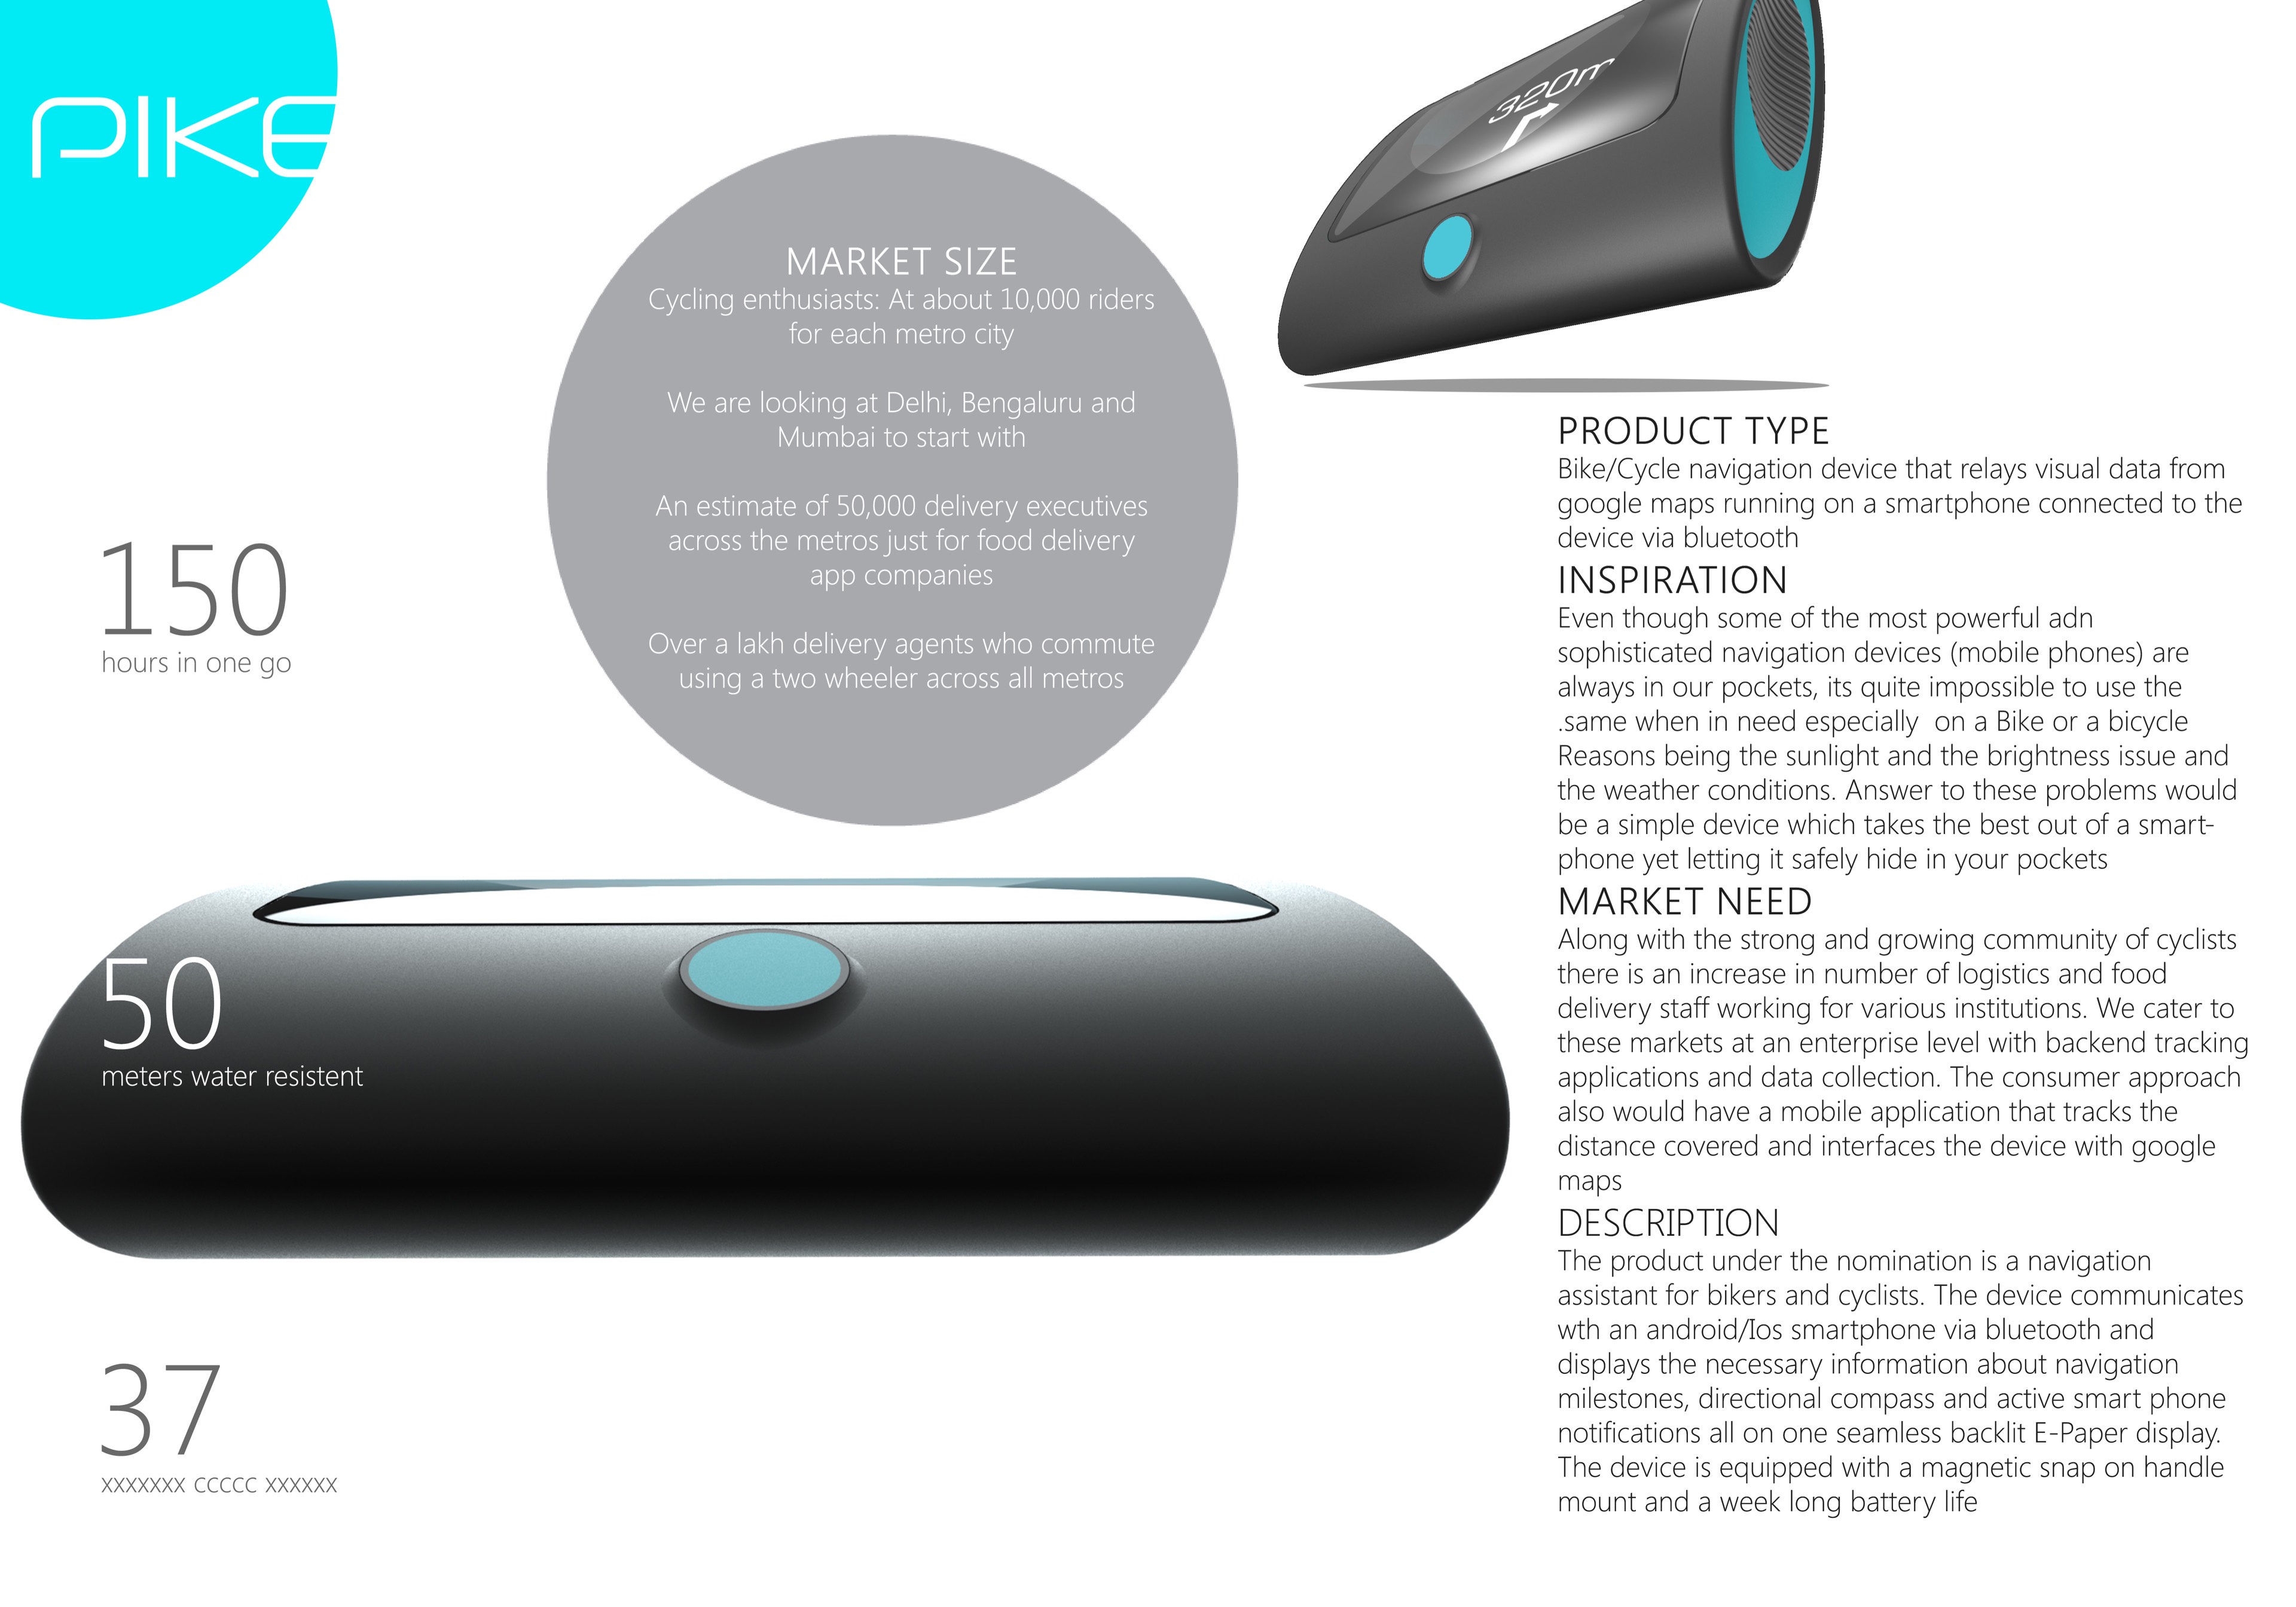 PIKE
320m
MARKET SIZE
Cycling enthusiasts: At about 10,000 riders
for each metro city
We are looking at Delhi, Bengaluru and
Mumbai to start with
An estimate of 50,000 delivery executives
across the metros just for food delivery
app companies
Over a lakh delivery agents who commute
using a two wheeler across all metros
150
hours in one go
50
meters water resistent
37
xxxxxxx ccccc xxxxxx
PRODUCT TYPE
Bike/Cycle navigation device that relays visual data from
google maps running on a smartphone connected to the
device via bluetooth
INSPIRATION
Even though some of the most powerful adn
sophisticated navigation devices (mobile phones) are
always in our pockets, its quite impossible to use the
.same when in need especially  on a Bike or a bicycle
Reasons being the sunlight and the brightness issue and
the weather conditions. Answer to these problems would
be a simple device which takes the best out of a smart-
phone yet letting it safely hide in your pockets
MARKET NEED
Along with the strong and growing community of cyclists
there is an increase in number of logistics and food
delivery staff working for various institutions. We cater to
these markets at an enterprise level with backend tracking
applications and data collection. The consumer approach
also would have a mobile application that tracks the
distance covered and interfaces the device with google
maps
DESCRIPTION
The product under the nomination is a navigation
assistant for bikers and cyclists. The device communicates
wth an android/Ios smartphone via bluetooth and
displays the necessary information about navigation
milestones, directional compass and active smart phone
notifications all on one seamless backlit E-Paper display.
The device is equipped with a magnetic snap on handle
mount and a week long battery life